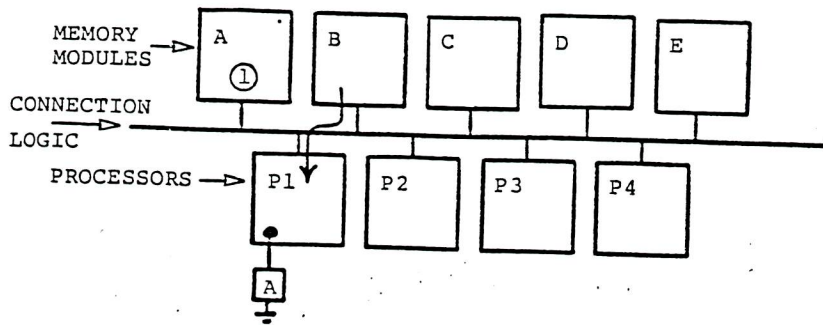 MEMORY MODULES
A B C D E
1
CONNECTION LOGIC
PROCESSORS
P1 P2 P3 P4
A